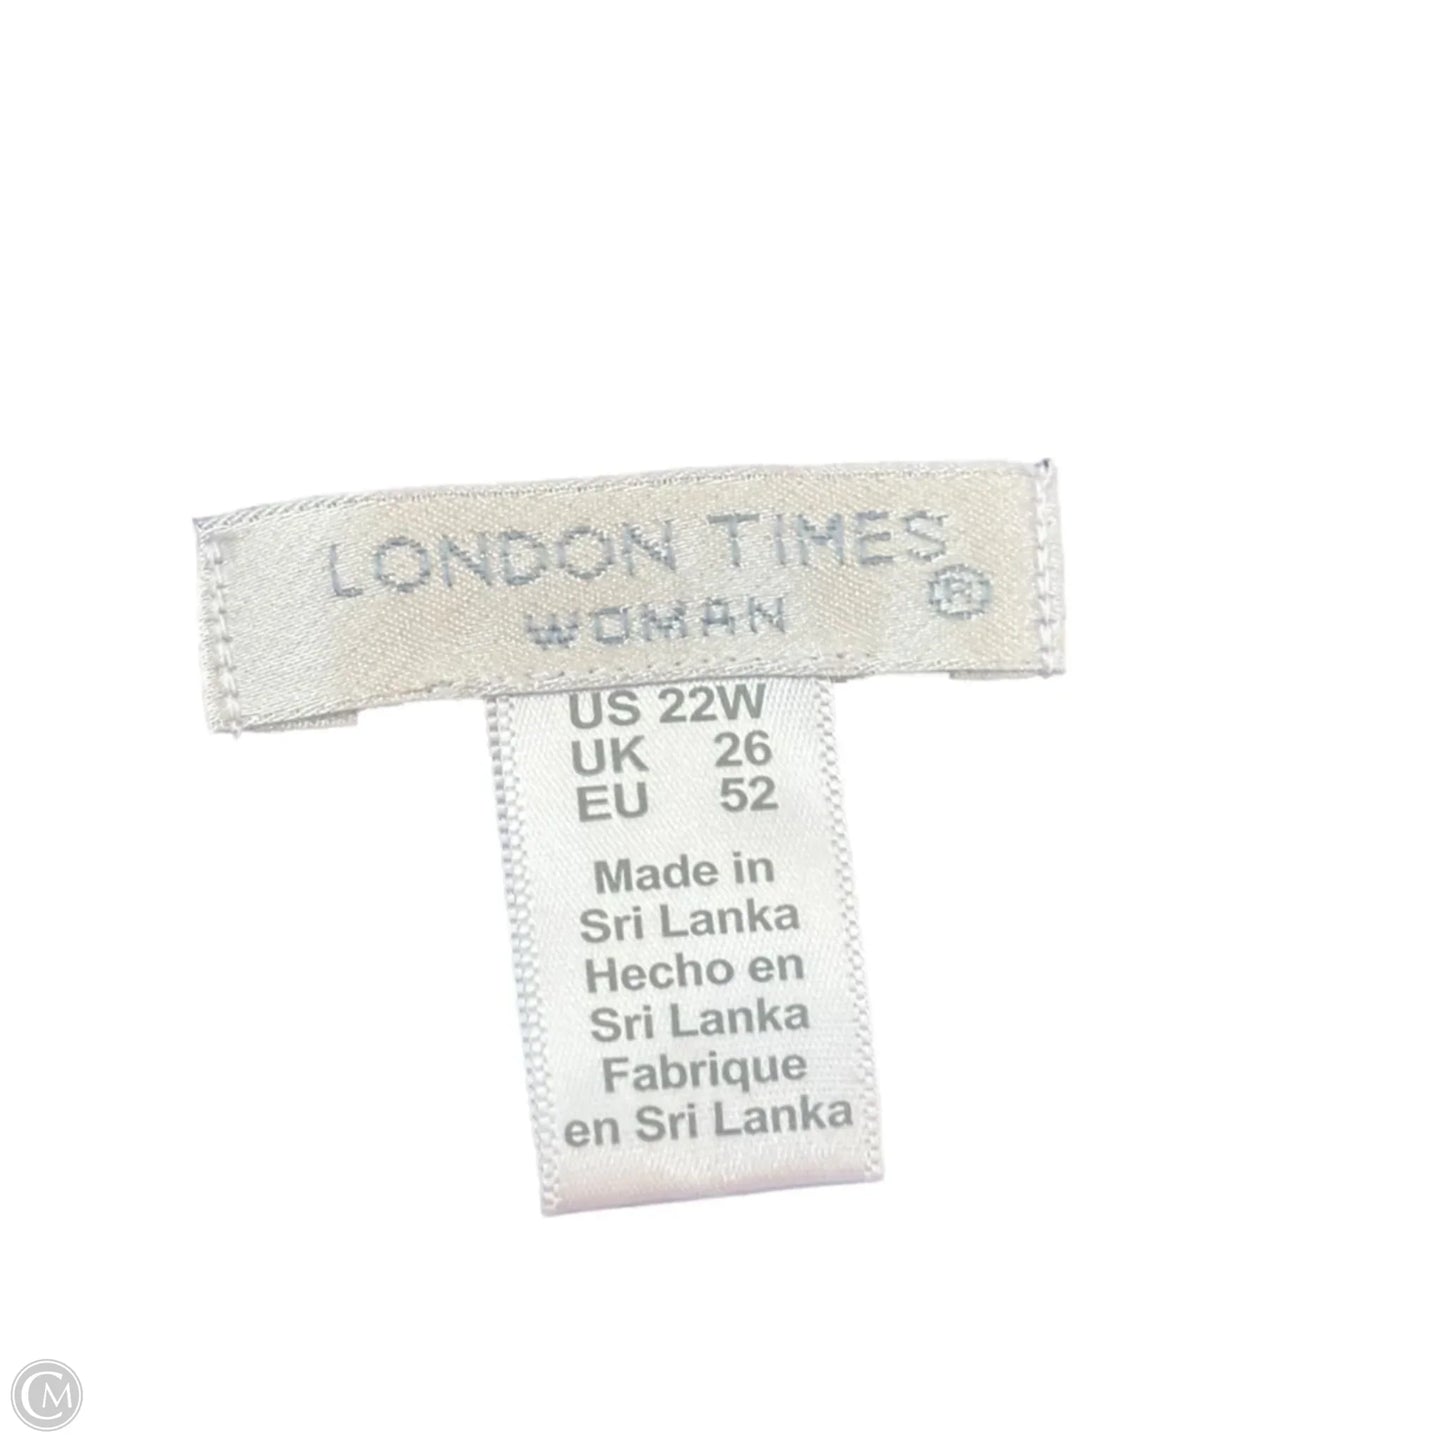 LONDON TIMES
WOMAN ®
US 22W
UK 26
EU 52
Made in
Sri Lanka
Hecho en
Sri Lanka
Fabrique
en Sri Lanka
CM